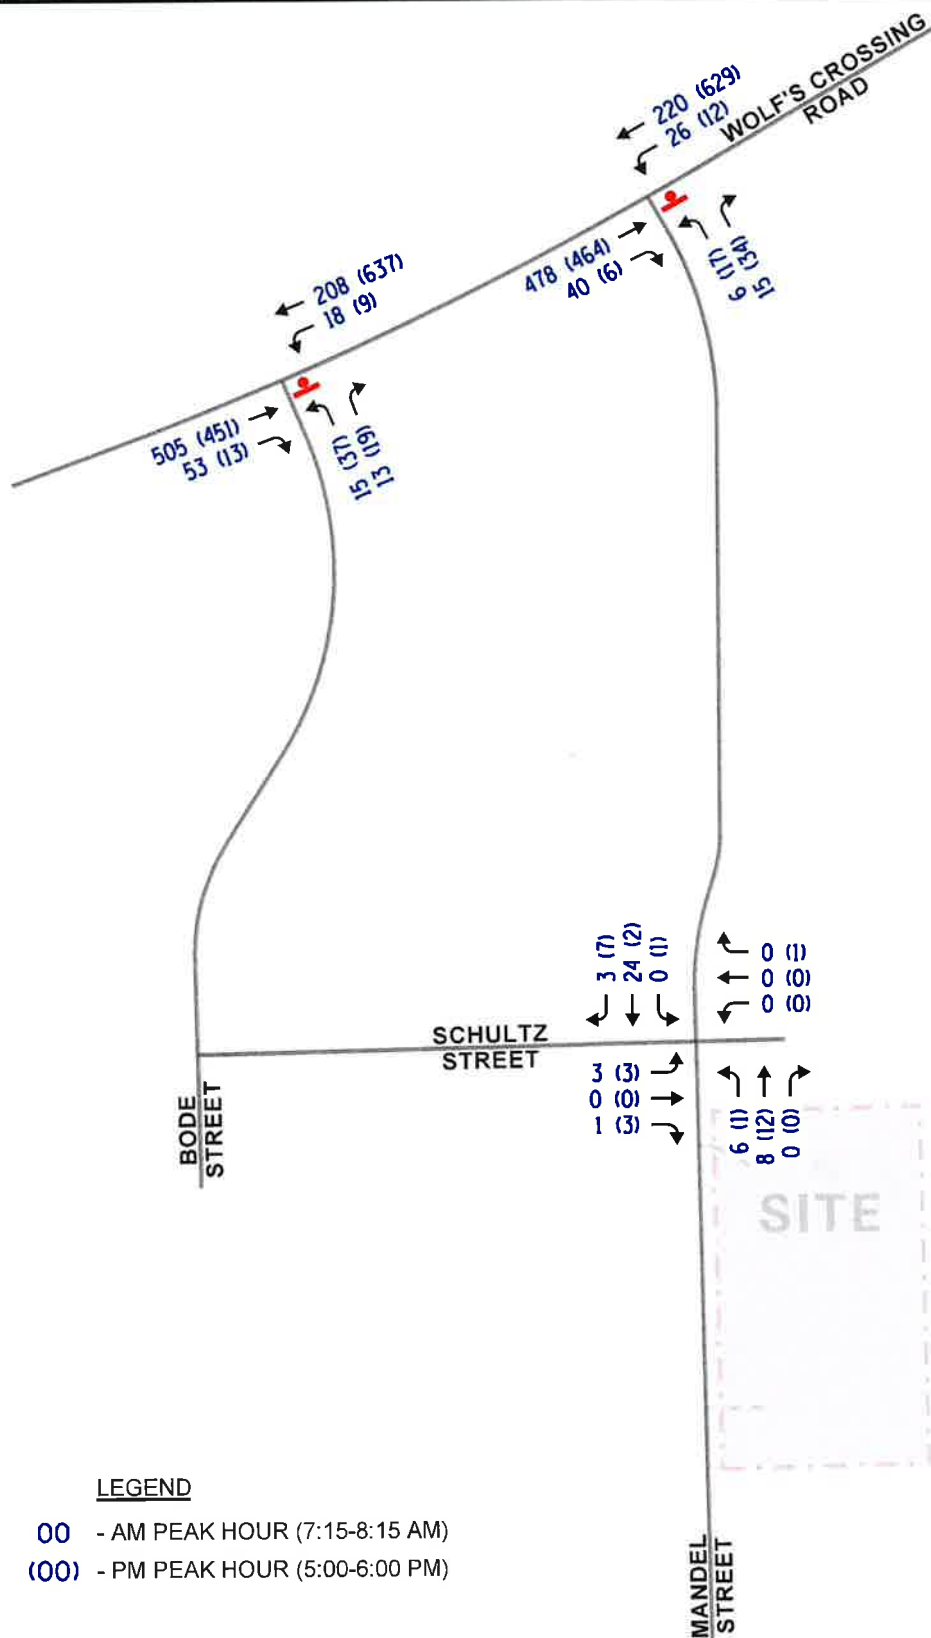 WOLF'S CROSSING
ROAD
220 (629)
26 (12)
478 (464)
40 (6)
6 (17)
15 (34)
208 (637)
18 (9)
505 (451)
53 (13)
15 (37)
13 (19)
3 (7)
24 (2)
0 (1)
0 (1)
0 (0)
0 (0)
SCHULTZ
STREET
3 (3)
0 (0)
1 (3)
6 (1)
8 (12)
0 (0)
BODE
STREET
SITE
LEGEND
00 - AM PEAK HOUR (7:15-8:15 AM)
(00) - PM PEAK HOUR (5:00-6:00 PM)
MANDEL
STREET